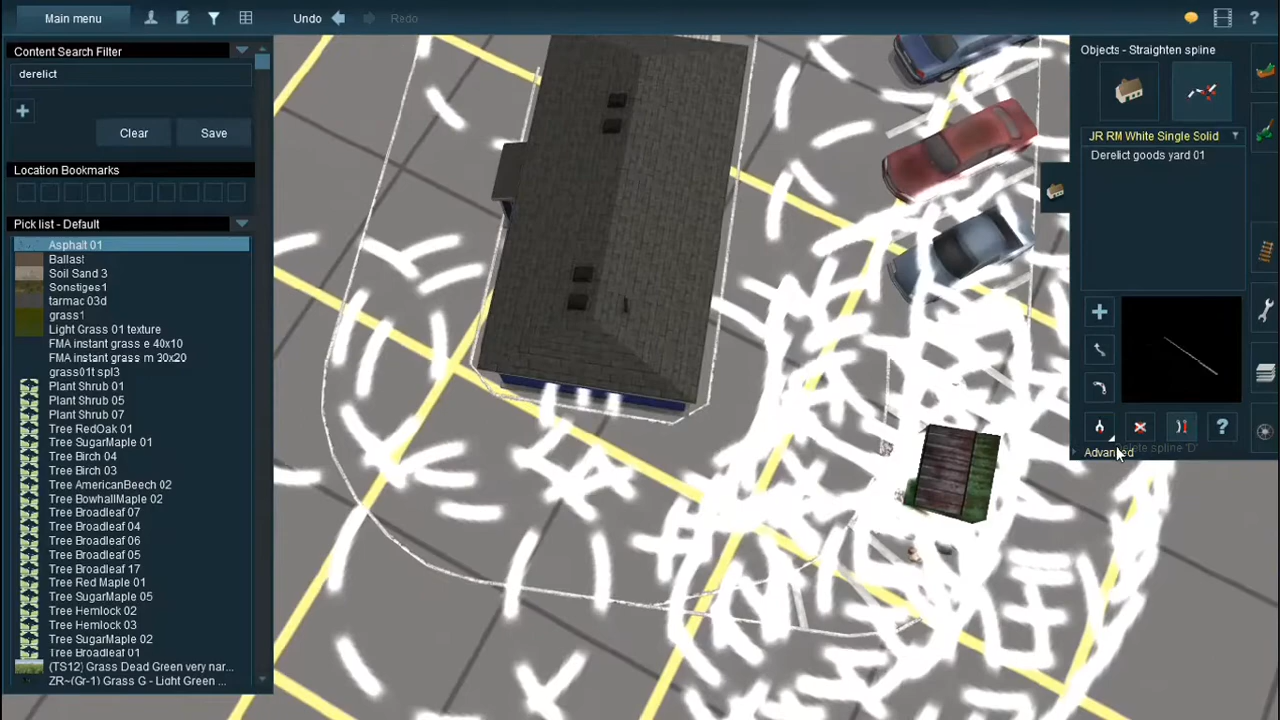 Main menu
Undo
Redo
?
Content Search Filter
derelict
Clear
Save
Location Bookmarks
Pick list - Default
Asphalt 01
Ballast
Soil Sand 3
Sonstiges1
tarmac 03d
grass1
Light Grass 01 texture
FMA instant grass e 40x10
FMA instant grass m 30x20
grass01t spl3
Plant Shrub 01
Plant Shrub 05
Plant Shrub 07
Tree RedOak 01
Tree SugarMaple 01
Tree Birch 04
Tree Birch 03
Tree AmericanBeech 02
Tree BowhallMaple 02
Tree Broadleaf 07
Tree Broadleaf 04
Tree Broadleaf 06
Tree Broadleaf 05
Tree Broadleaf 17
Tree Red Maple 01
Tree SugarMaple 05
Tree Hemlock 02
Tree Hemlock 03
Tree SugarMaple 02
Tree Broadleaf 01
(TS12) Grass Dead Green very nar...
ZR~(Gr-1) Grass G - Light Green ...
Objects - Straighten spline
JR RM White Single Solid
Derelict goods yard 01
?
Advanced
Delete spline 'D'